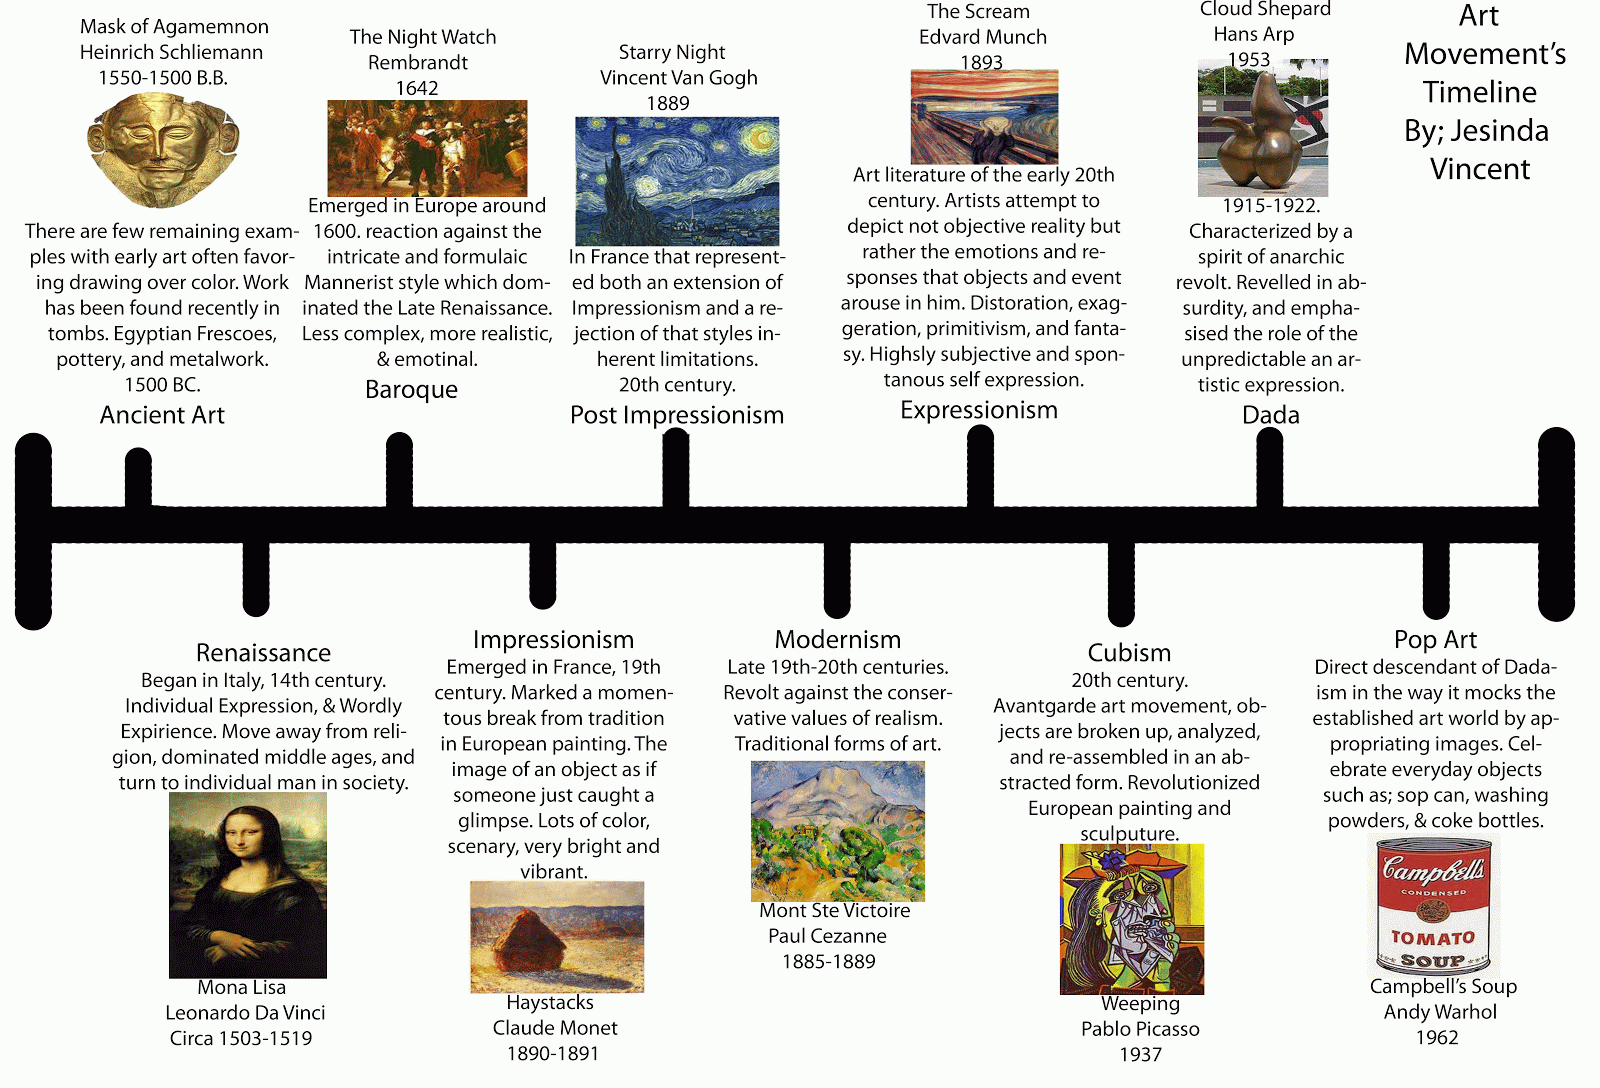 Mask of Agamemnon
Heinrich Schliemann
1550-1500 B.B.
There are few remaining exam-
ples with early art often favor-
ing drawing over color. Work
has been found recently in
tombs. Egyptian Frescoes,
pottery, and metalwork.
1500 BC.
Ancient Art
The Night Watch
Rembrandt
1642
Emerged in Europe around
1600. reaction against the
intricate and formulaic
Mannerist style which dom-
inated the Late Renaissance.
Less complex, more realistic,
& emotinal.
Baroque
Starry Night
Vincent Van Gogh
1889
In France that represent-
ed both an extension of
Impressionism and a re-
jection of that styles in-
herent limitations.
20th century.
Post Impressionism
The Scream
Edvard Munch
1893
Art literature of the early 20th
century. Artists attempt to
depict not objective reality but
rather the emotions and re-
sponses that objects and event
arouse in him. Distoration, exag-
geration, primitivism, and fanta-
sy. Highsly subjective and spon-
tanous self expression.
Expressionism
Cloud Shepard
Hans Arp
1953
1915-1922.
Characterized by a
spirit of anarchic
revolt. Revelled in ab-
surdity, and empha-
sised the role of the
unpredictable an ar-
tistic expression.
Dada
Art
Movement's
Timeline
By; Jesinda
Vincent
Renaissance
Began in Italy, 14th century.
Individual Expression, & Wordly
Expirience. Move away from reli-
gion, dominated middle ages, and
turn to individual man in society.
Mona Lisa
Leonardo Da Vinci
Circa 1503-1519
Impressionism
Emerged in France, 19th
century. Marked a momen-
tous break from tradition
in European painting. The
image of an object as if
someone just caught a
glimpse. Lots of color,
scenary, very bright and
vibrant.
Haystacks
Claude Monet
1890-1891
Modernism
Late 19th-20th centuries.
Revolt against the conser-
vative values of realism.
Traditional forms of art.
Mont Ste Victoire
Paul Cezanne
1885-1889
Cubism
20th century.
Avantgarde art movement, ob-
jects are broken up, analyzed,
and re-assembled in an ab-
stracted form. Revolutionized
European painting and
sculputure.
Weeping
Pablo Picasso
1937
Pop Art
Direct descendant of Dada-
ism in the way it mocks the
established art world by ap-
propriating images. Cel-
ebrate everyday objects
such as; sop can, washing
powders, & coke bottles.
Campbell's
CONDENSED
TOMATO
SOUP
Campbell's Soup
Andy Warhol
1962